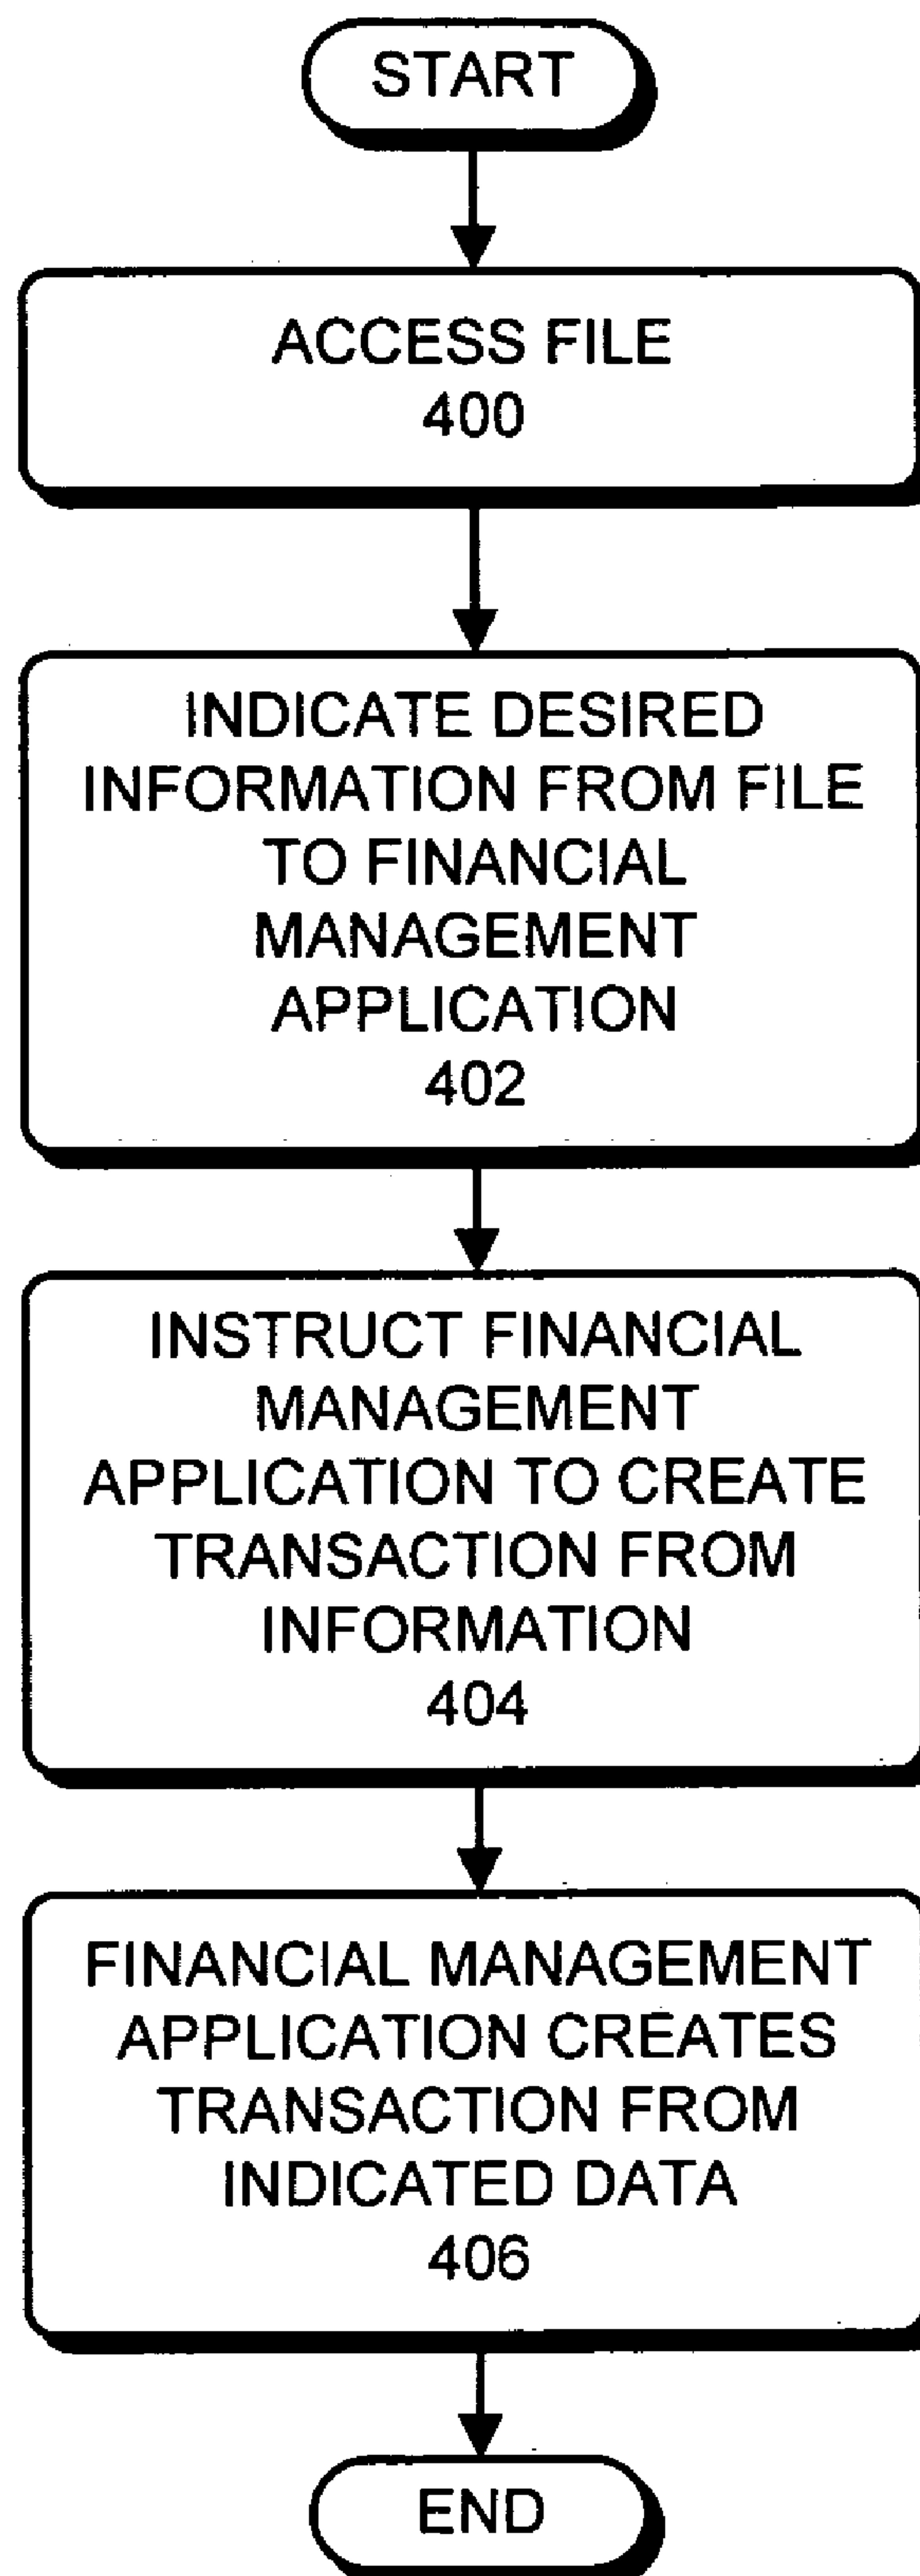 START
ACCESS FILE
400
INDICATE DESIRED
INFORMATION FROM FILE
TO FINANCIAL
MANAGEMENT
APPLICATION
402
INSTRUCT FINANCIAL
MANAGEMENT
APPLICATION TO CREATE
TRANSACTION FROM
INFORMATION
404
FINANCIAL MANAGEMENT
APPLICATION CREATES
TRANSACTION FROM
INDICATED DATA
406
END